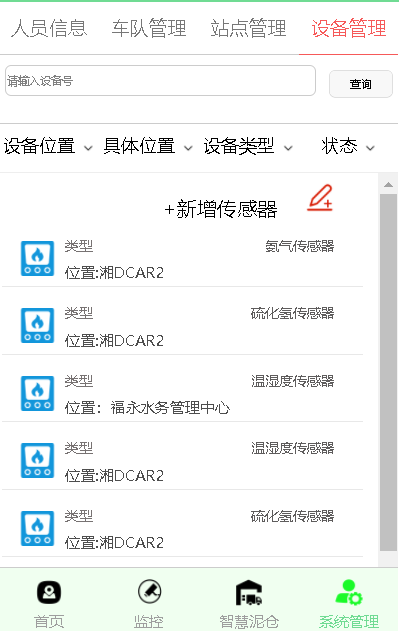 人员信息 车队管理 站点管理 设备管理
请输入设备号 查询
设备位置 具体位置 设备类型 状态
+新增传感器
类型 氨气传感器
位置:湘DCAR2
类型 硫化氢传感器
位置:湘DCAR2
类型 温湿度传感器
位置：福永水务管理中心
类型 温湿度传感器
位置:湘DCAR2
类型 硫化氢传感器
位置:湘DCAR2
首页 监控 智慧泥仓 系统管理